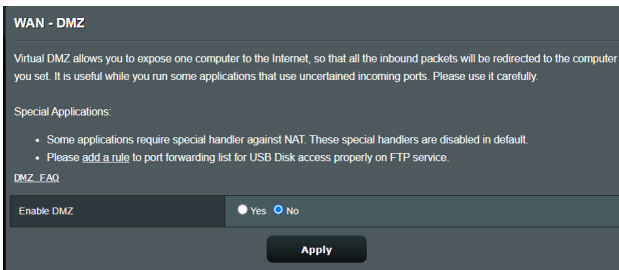 WAN - DMZ
Virtual DMZ allows you to expose one computer to the Internet, so that all the inbound packets will be redirected to the computer
you set. It is useful while you run some applications that use uncertained incoming ports. Please use it carefully.
Special Applications:
• Some applications require special handler against NAT. These special handlers are disabled in default.
• Please add a rule to port forwarding list for USB Disk access properly on FTP service.
DMZ FAQ
Enable DMZ Yes No
Apply